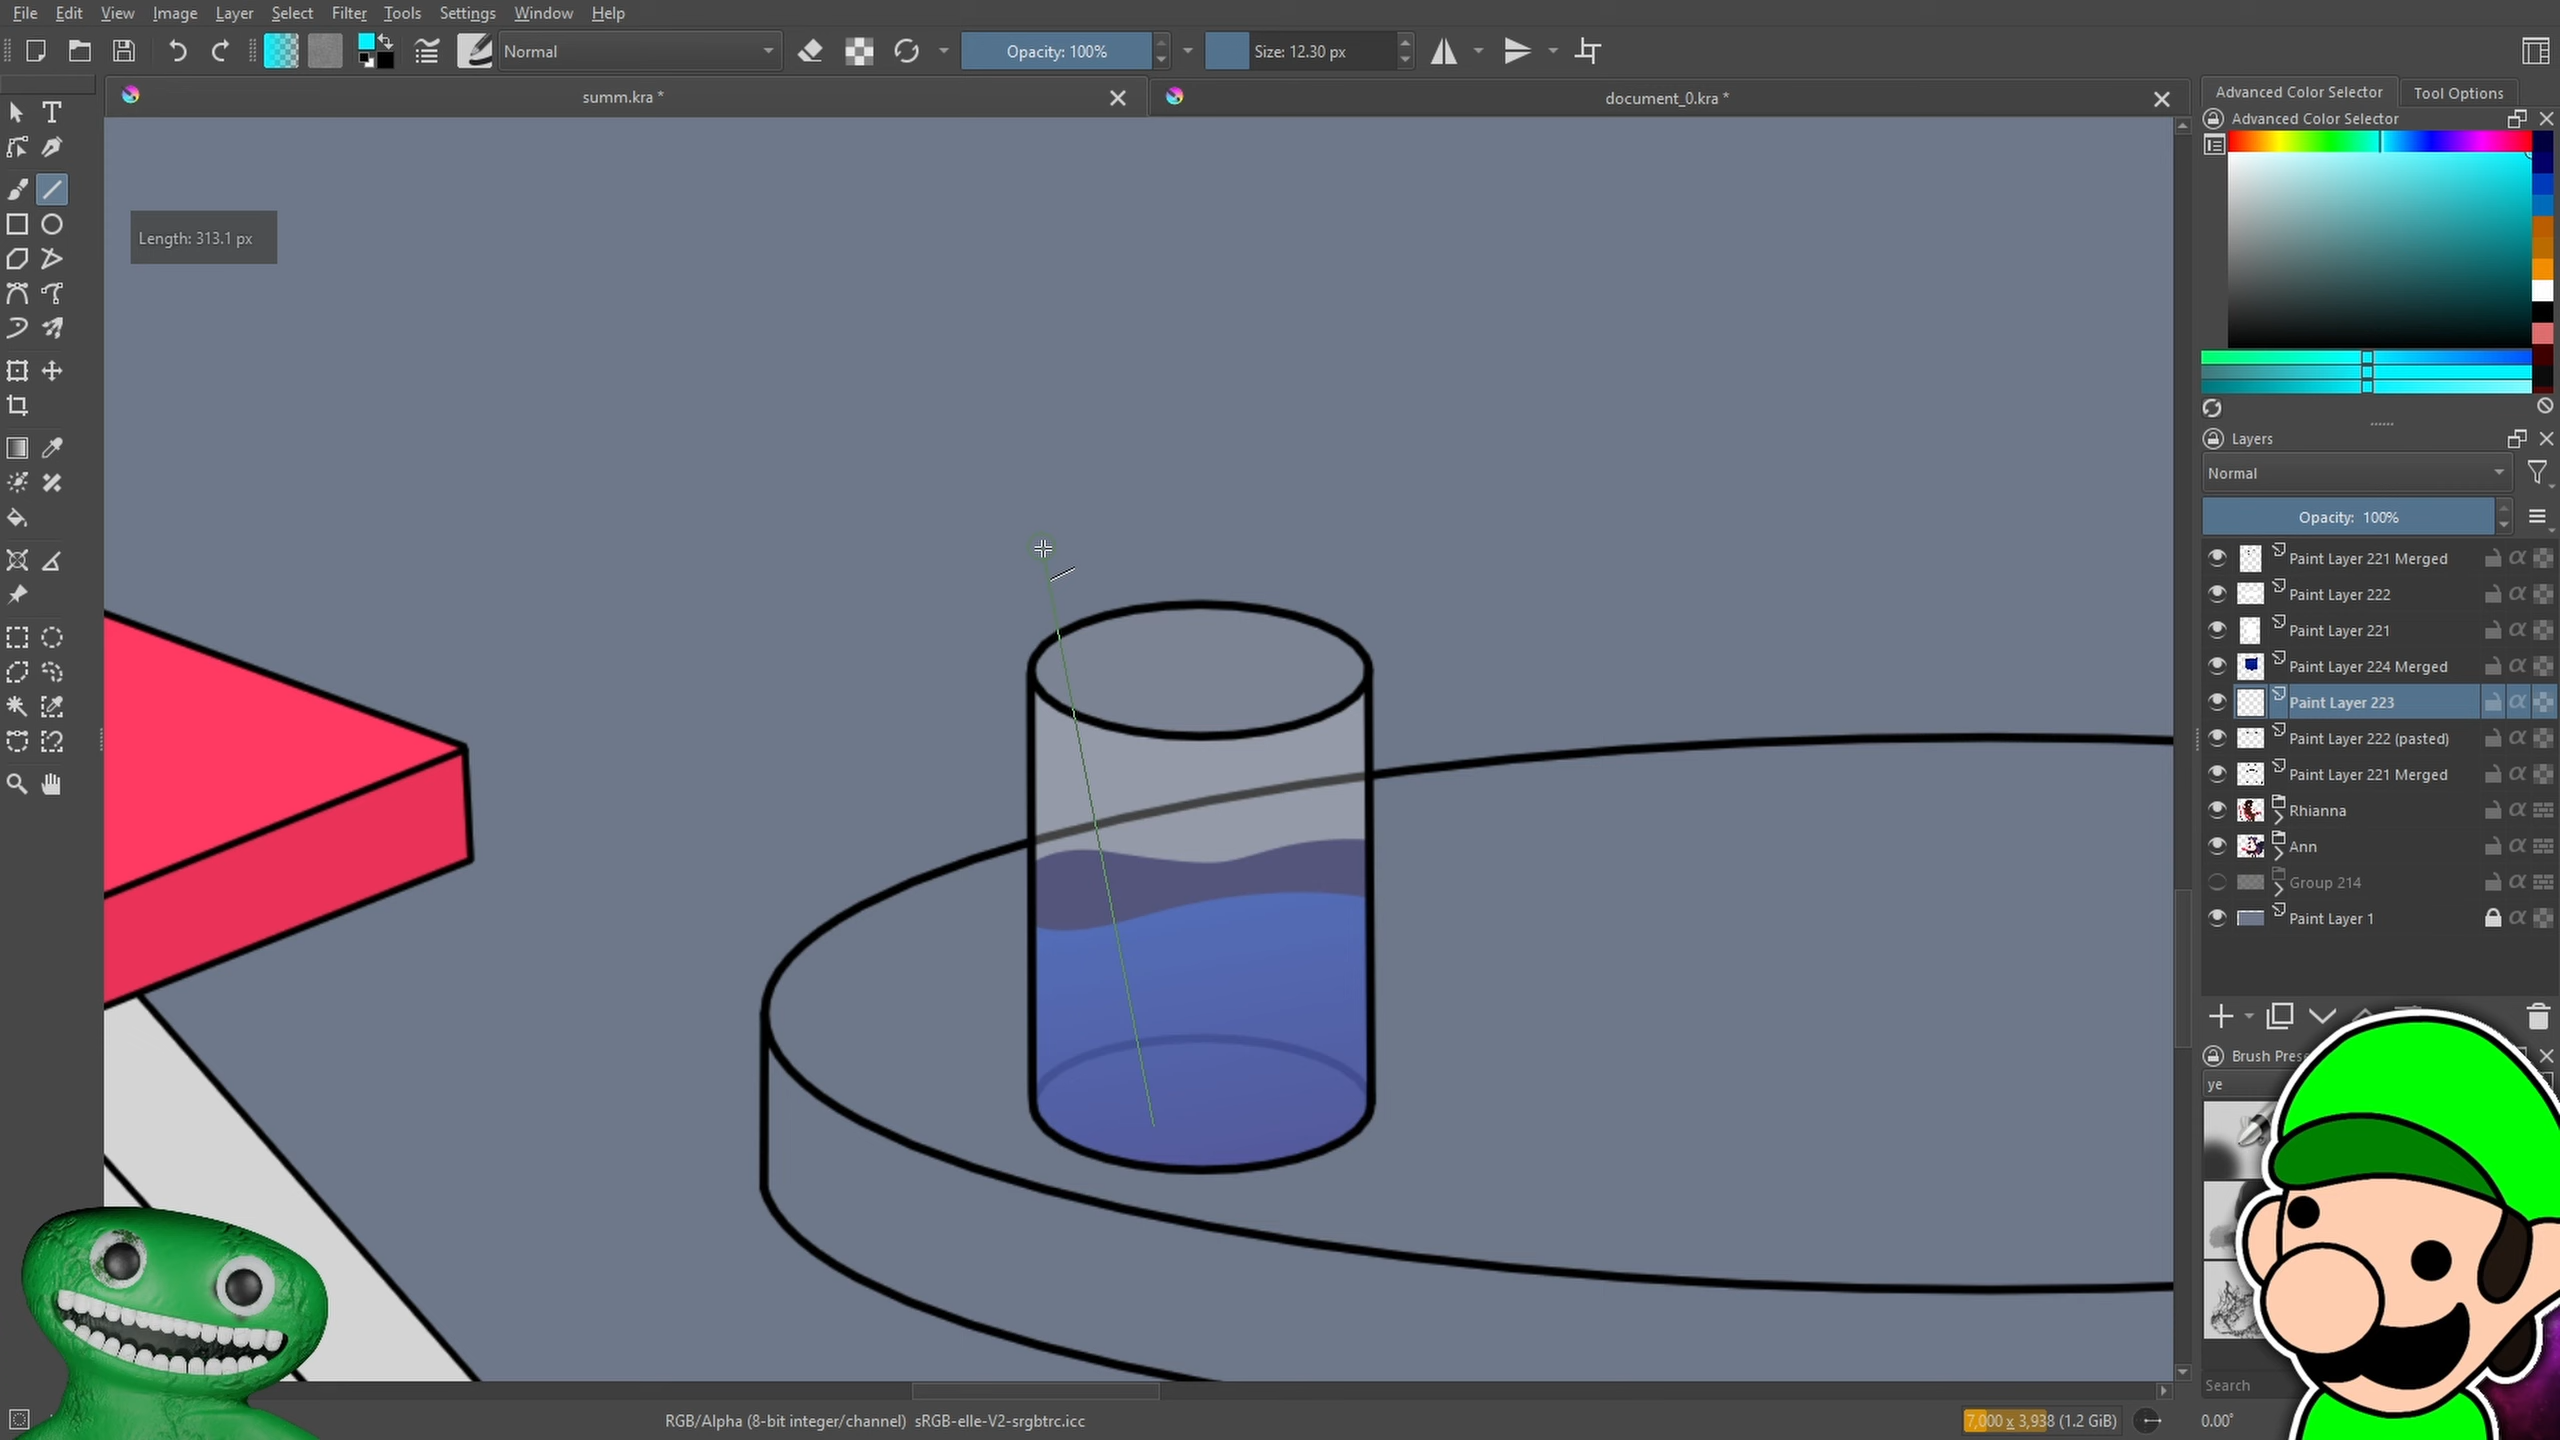 File Edit View Image Layer Select Filter Tools Settings Window Help
Normal
Opacity: 100%
Size: 12.30 px
summ.kra *
document_0.kra *
Advanced Color Selector
Tool Options
Advanced Color Selector
Length: 313.1 px
Layers
Normal
Opacity: 100%
Paint Layer 221 Merged
Paint Layer 222
Paint Layer 221
Paint Layer 224 Merged
Paint Layer 223
Paint Layer 222 (pasted)
Paint Layer 221 Merged
Rhianna
Ann
Group 214
Paint Layer 1
Brush Pres
ye
Search
RGB/Alpha (8-bit integer/channel) sRGB-elle-V2-srgbtrc.icc
7,000 x 3,938 (1.2 GiB)
0.00°